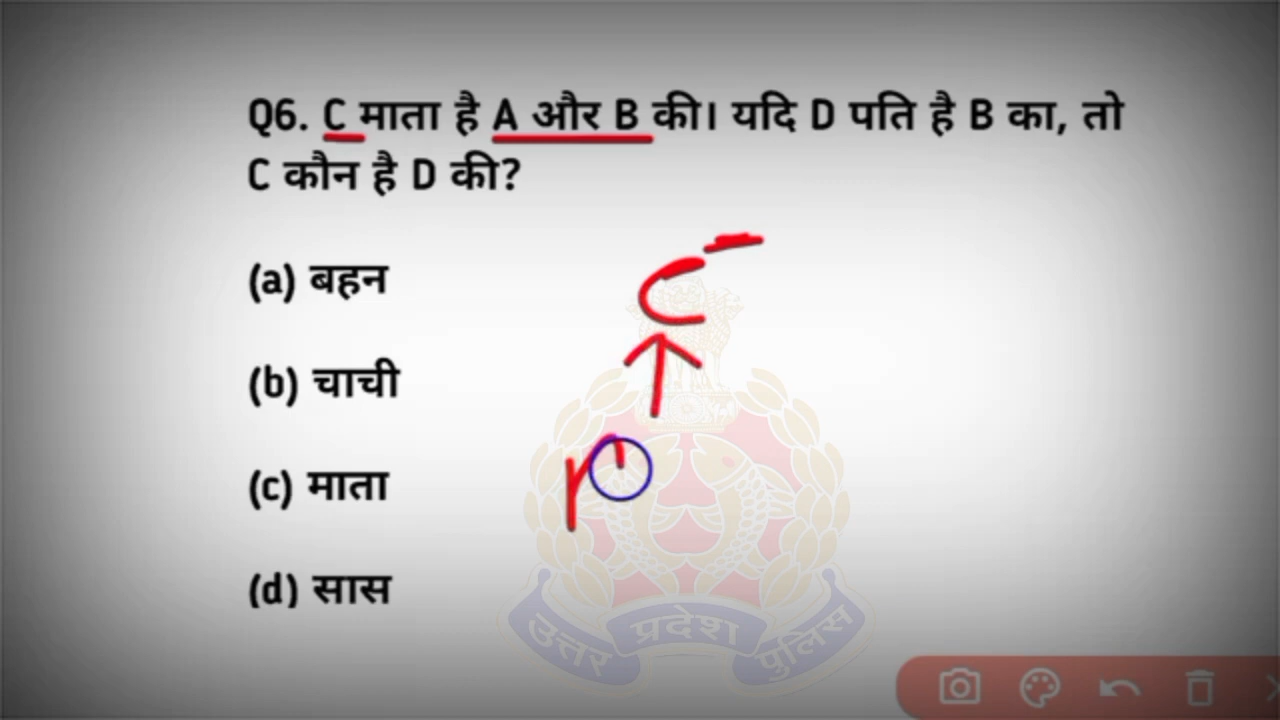 Q6. C माता है A और B की। यदि D पति है B का, तो
C कौन है D की?
(a) बहन
(b) चाची
(c) माता
(d) सास
C
उत्तर प्रदेश पुलिस